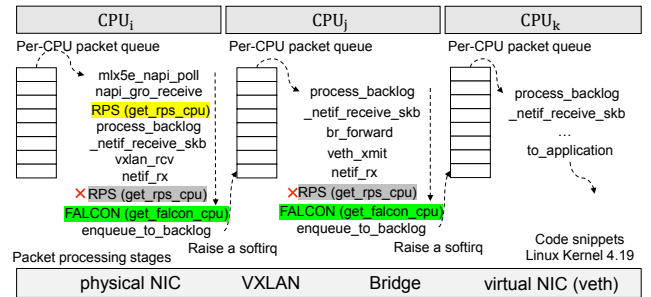 CPUi
CPUj
CPUk
Per-CPU packet queue
Per-CPU packet queue
Per-CPU packet queue
mlx5e_napi_poll
napi_gro_receive
RPS (get_rps_cpu)
process_backlog
_netif_receive_skb
vxlan_rcv
netif_rx
×RPS (get_rps_cpu)
FALCON (get_falcon_cpu)
enqueue_to_backlog
Raise a softirq
process_backlog
_netif_receive_skb
br_forward
veth_xmit
netif_rx
×RPS (get_rps_cpu)
FALCON (get_falcon_cpu)
enqueue_to_backlog
Raise a softirq
process_backlog
_netif_receive_skb
...
to_application
Code snippets
Linux Kernel 4.19
Packet processing stages
physical NIC VXLAN Bridge virtual NIC (veth)